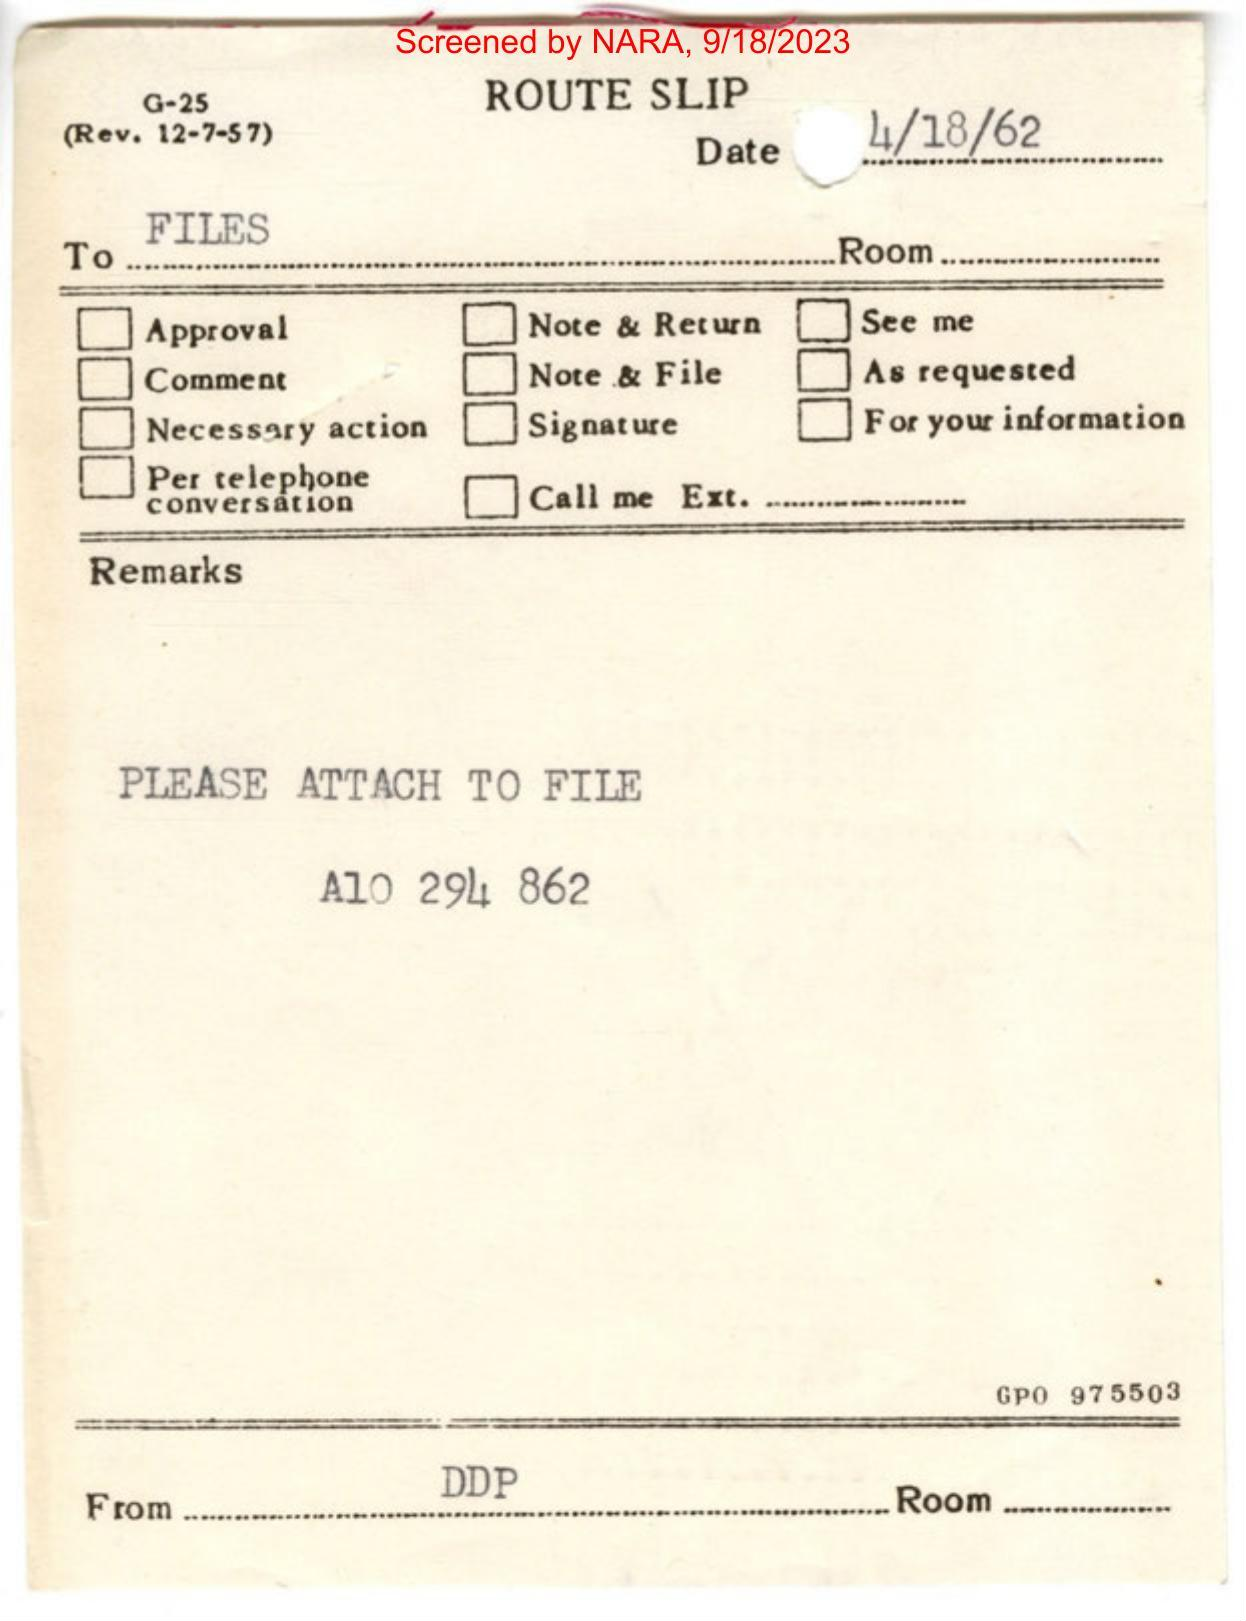 Screened by NARA, 9/18/2023
G-25
(Rev. 12-7-57)
ROUTE SLIP
Date 4/18/62
To FILES Room
Approval Note & Return See me
Comment Note & File As requested
Necessary action Signature For your information
Per telephone
conversation Call me Ext.
Remarks
PLEASE ATTACH TO FILE
A10 294 862
GPO 975503
From DDP Room